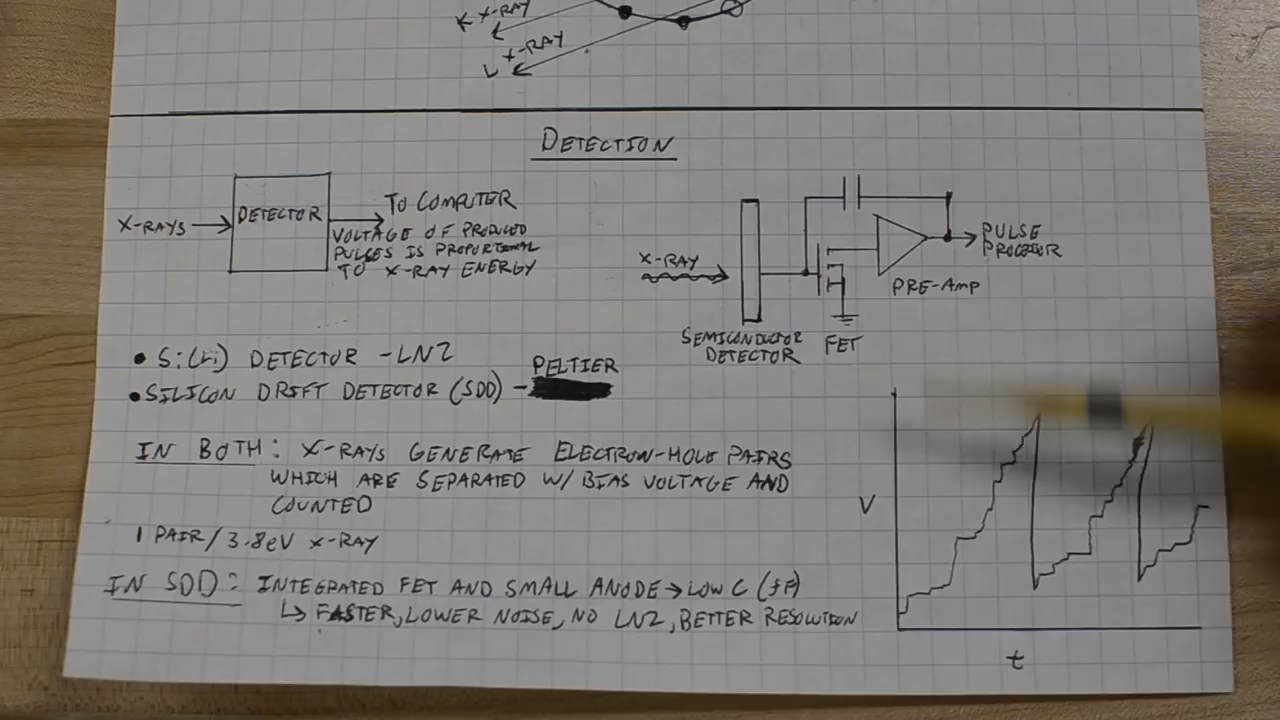 K X-RAY
L X-RAY
DETECTION
X-RAYS
DETECTOR
TO COMPUTER
VOLTAGE OF PRODUCED
PULSES IS PROPORTIONAL
TO X-RAY ENERGY
X-RAY
SEMICONDUCTOR
DETECTOR
FET
PRE-AMP
PULSE
PROCESSOR
• Si(Li) DETECTOR - LN2
PELTIER
• SILICON DRIFT DETECTOR (SDD) -
IN BOTH: X-RAYS GENERATE ELECTRON-HOLE PAIRS
WHICH ARE SEPARATED W/ BIAS VOLTAGE AND
COUNTED
1 PAIR/3.8eV X-RAY
IN SDD: INTEGRATED FET AND SMALL ANODE → LOW C (fF)
↳ FASTER, LOWER NOISE, NO LN2, BETTER RESOLUTION
V
t